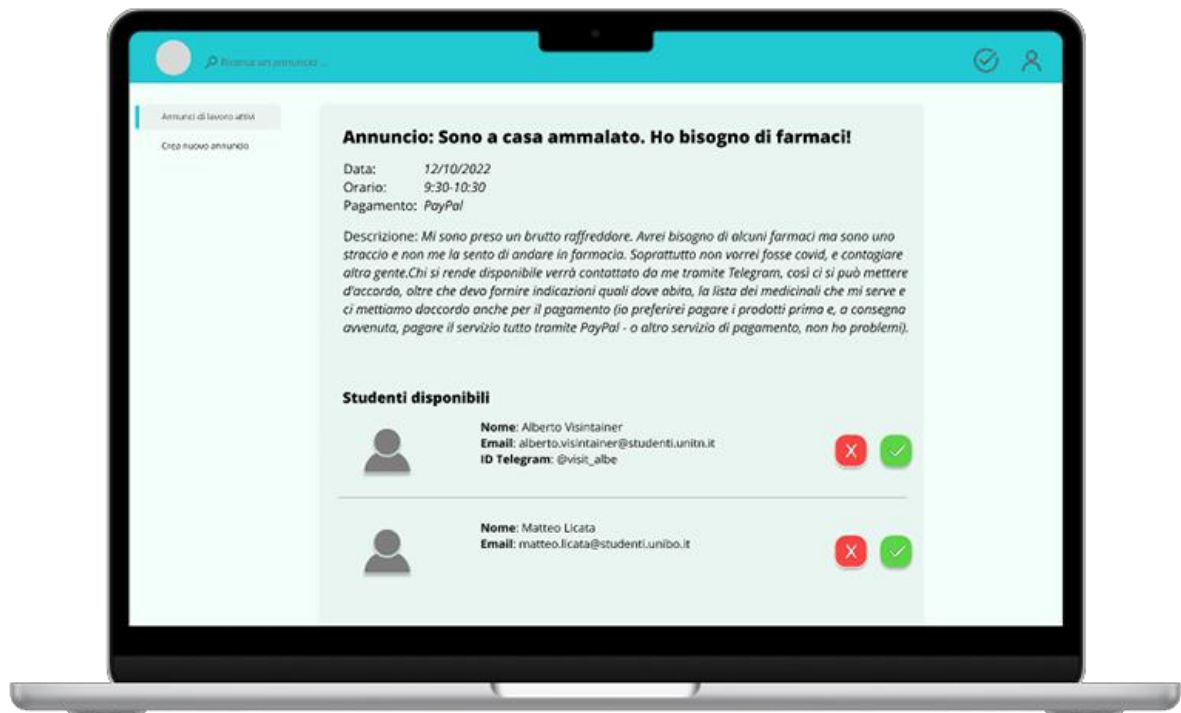 Ricerca un annuncio ...
Annunci di lavoro attivi
Crea nuovo annuncio
Annuncio: Sono a casa ammalato. Ho bisogno di farmaci!
Data: 12/10/2022
Orario: 9:30-10:30
Pagamento: PayPal
Descrizione: Mi sono preso un brutto raffreddore. Avrei bisogno di alcuni farmaci ma sono uno
straccio e non me la sento di andare in farmacia. Soprattutto non vorrei fosse covid, e contagiare
altra gente.Chi si rende disponibile verrà contattato da me tramite Telegram, così ci si può mettere
d'accordo, oltre che devo fornire indicazioni quali dove abito, la lista dei medicinali che mi serve e
ci mettiamo daccordo anche per il pagamento (io preferirei pagare i prodotti prima e, a consegna
avvenuta, pagare il servizio tutto tramite PayPal - o altro servizio di pagamento, non ho problemi).
Studenti disponibili
Nome: Alberto Visintainer
Email: alberto.visintainer@studenti.unitn.it
ID Telegram: @visit_albe
X
Nome: Matteo Licata
Email: matteo.licata@studenti.unibo.it
X